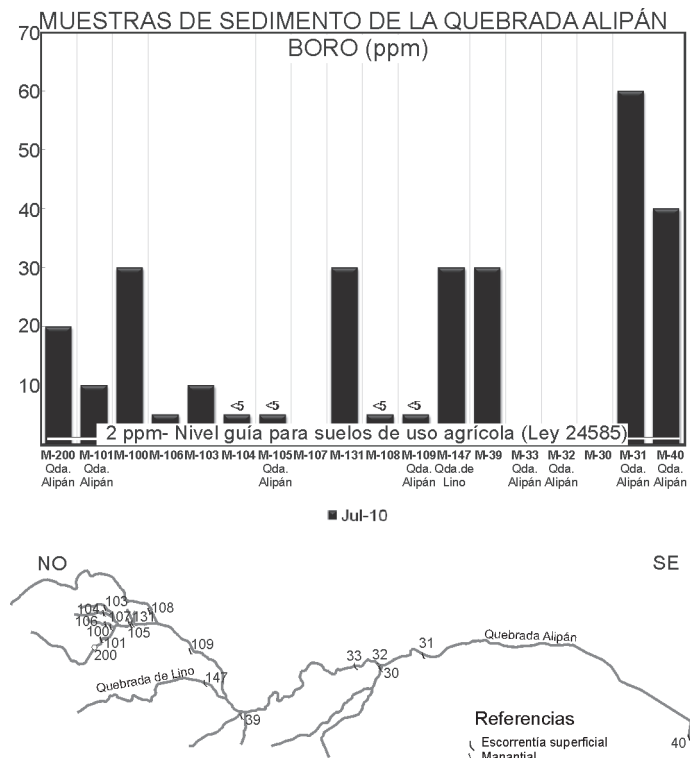 MUESTRAS DE SEDIMENTO DE LA QUEBRADA ALIPÁN
BORO (ppm)
70
60
50
40
30
20
10
<5
<5
<5
<5
2 ppm- Nivel guía para suelos de uso agrícola (Ley 24585)
M-200 M-101 M-100 M-106 M-103 M-104 M-105 M-107 M-131 M-108 M-109 M-147 M-39 M-33 M-32 M-30 M-31 M-40
Qda. Qda. Qda. Qda. Qda.de Qda. Qda. Qda. Qda.
Alipán Alipán Alipán Alipán Lino Alipán Alipán Alipán Alipán
Jul-10
NO
SE
103
104
108
106
107
131
100
105
101
200
109
Quebrada de Lino
147
39
33
32
30
31
Quebrada Alipán
40
Referencias
Escorrentía superficial
Manantial